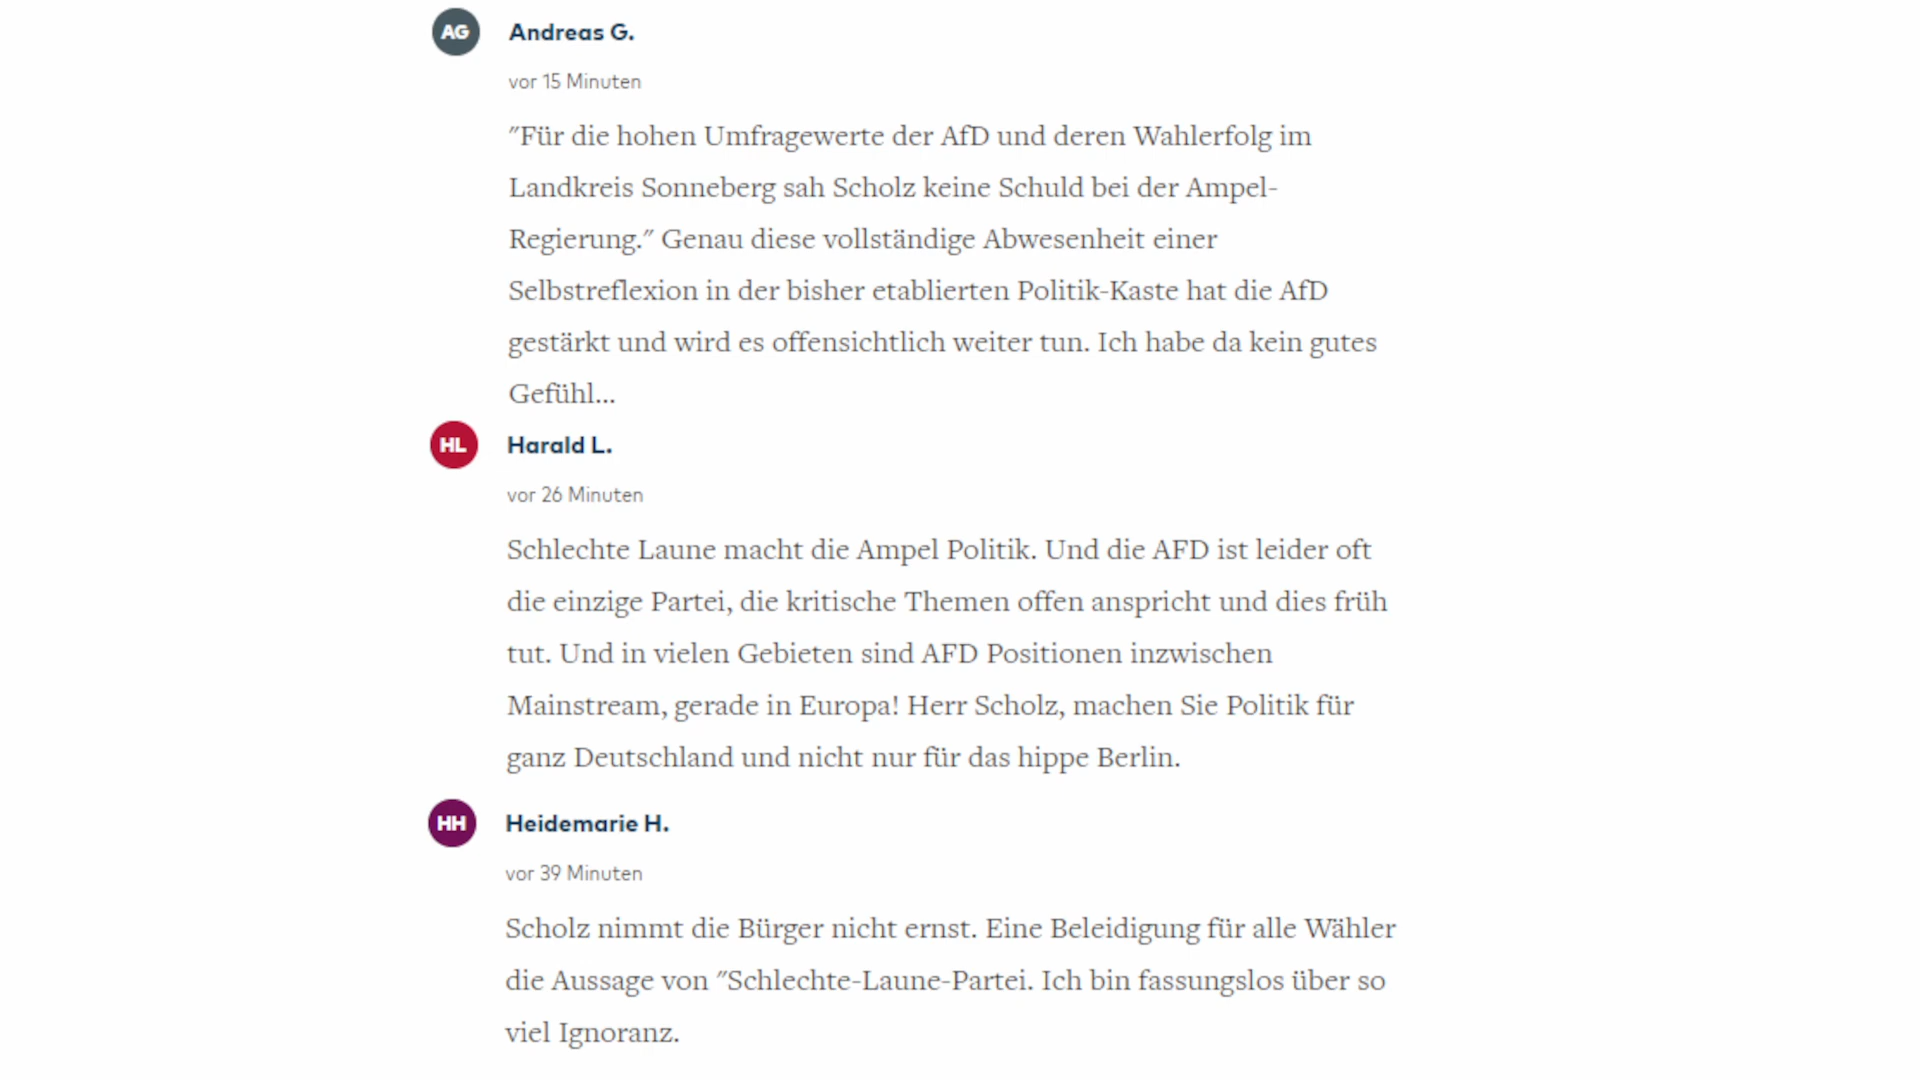 AG
Andreas G.
vor 15 Minuten
"Für die hohen Umfragewerte der AfD und deren Wahlerfolg im
Landkreis Sonneberg sah Scholz keine Schuld bei der Ampel-
Regierung." Genau diese vollständige Abwesenheit einer
Selbstreflexion in der bisher etablierten Politik-Kaste hat die AfD
gestärkt und wird es offensichtlich weiter tun. Ich habe da kein gutes
Gefühl...
HL
Harald L.
vor 26 Minuten
Schlechte Laune macht die Ampel Politik. Und die AFD ist leider oft
die einzige Partei, die kritische Themen offen anspricht und dies früh
tut. Und in vielen Gebieten sind AFD Positionen inzwischen
Mainstream, gerade in Europa! Herr Scholz, machen Sie Politik für
ganz Deutschland und nicht nur für das hippe Berlin.
HH
Heidemarie H.
vor 39 Minuten
Scholz nimmt die Bürger nicht ernst. Eine Beleidigung für alle Wähler
die Aussage von "Schlechte-Laune-Partei. Ich bin fassungslos über so
viel Ignoranz.